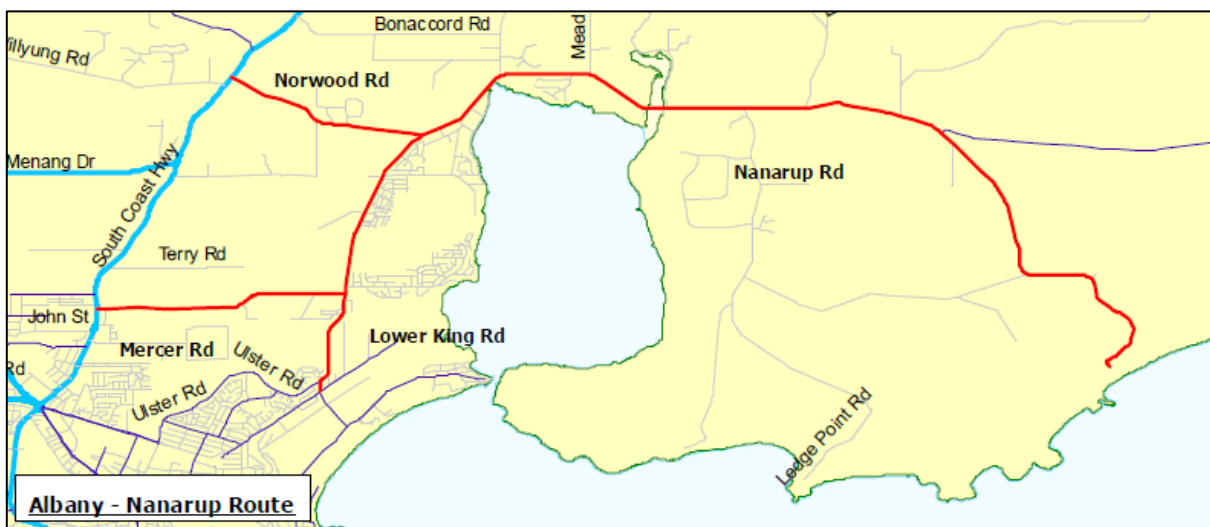 Bonaccord Rd
Mead
illyung Rd
Norwood Rd
Menang Dr
South Coast Hwy
Nanarup Rd
Terry Rd
John St
Lower King Rd
Mercer Rd
Ulster Rd
Rd
Ulster Rd
Ledge Point Rd
Albany - Nanarup Route